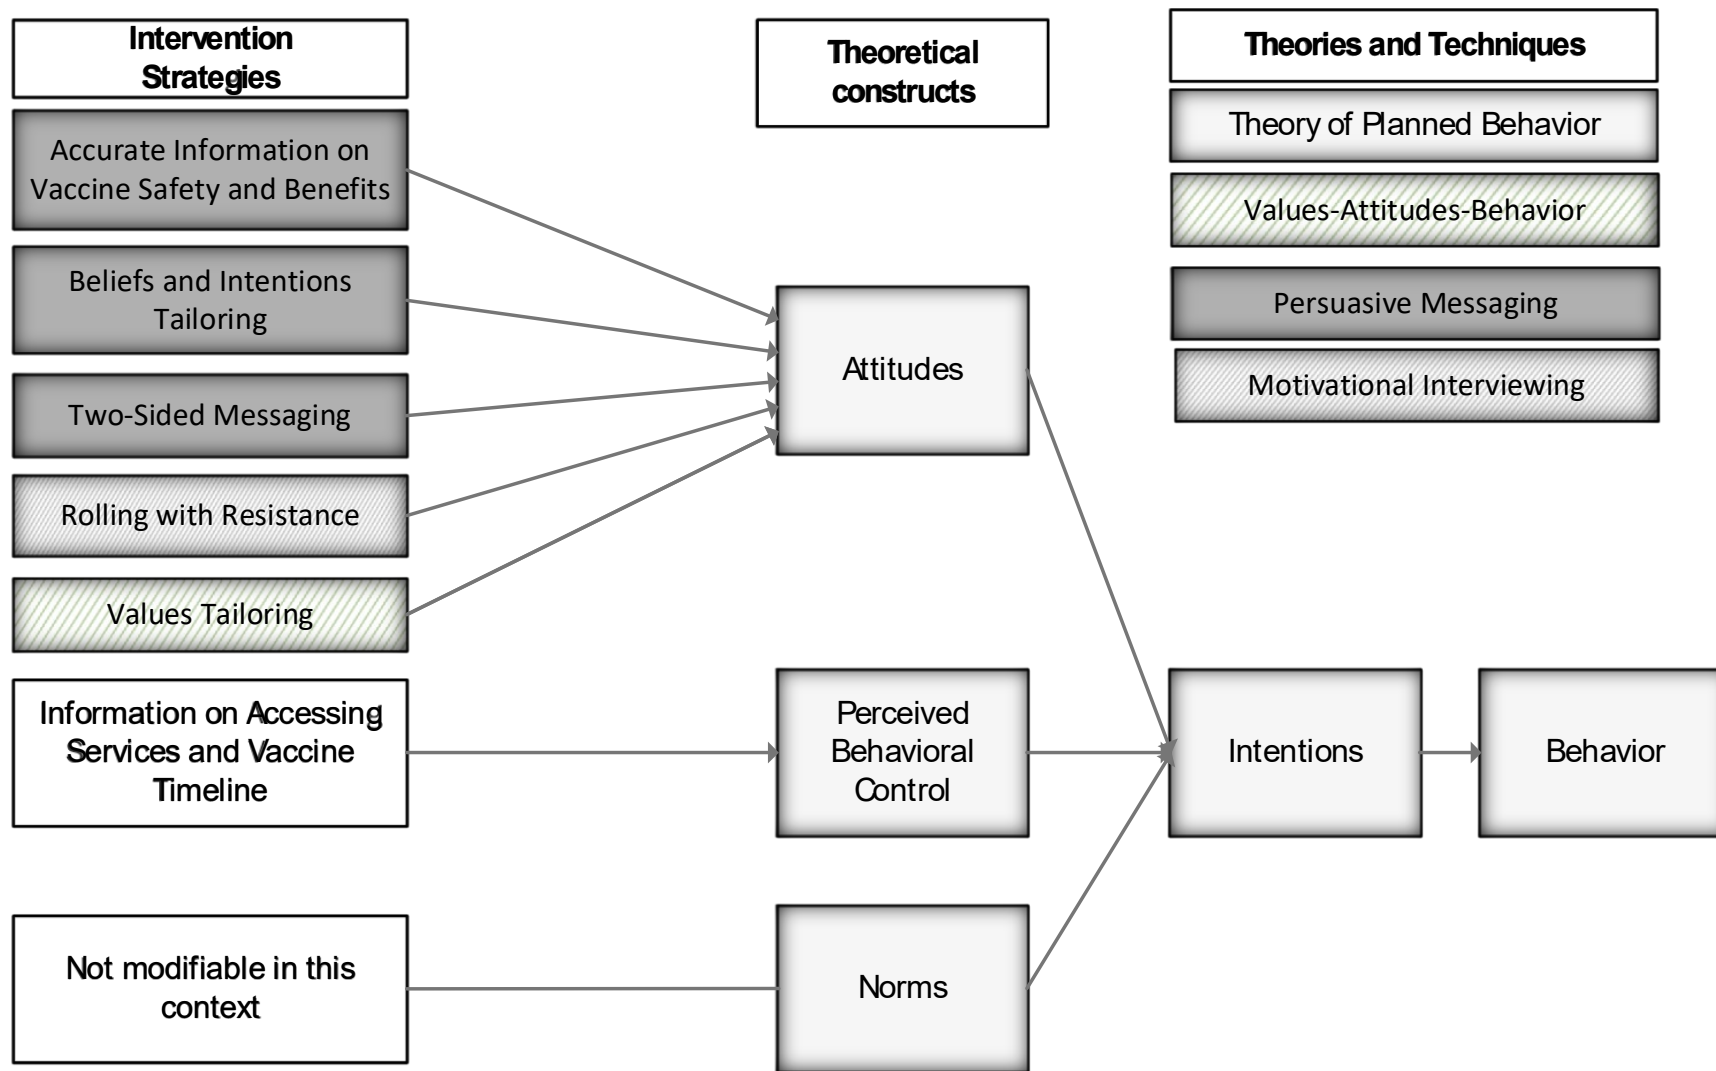 Intervention
Strategies
Accurate Information on
Vaccine Safety and Benefits
Beliefs and Intentions
Tailoring
Two-Sided Messaging
Rolling with Resistance
Values Tailoring
Information on Accessing
Services and Vaccine
Timeline
Not modifiable in this
context
Theoretical
constructs
Attitudes
Perceived
Behavioral
Control
Norms
Theories and Techniques
Theory of Planned Behavior
Values-Attitudes-Behavior
Persuasive Messaging
Motivational Interviewing
Intentions
Behavior